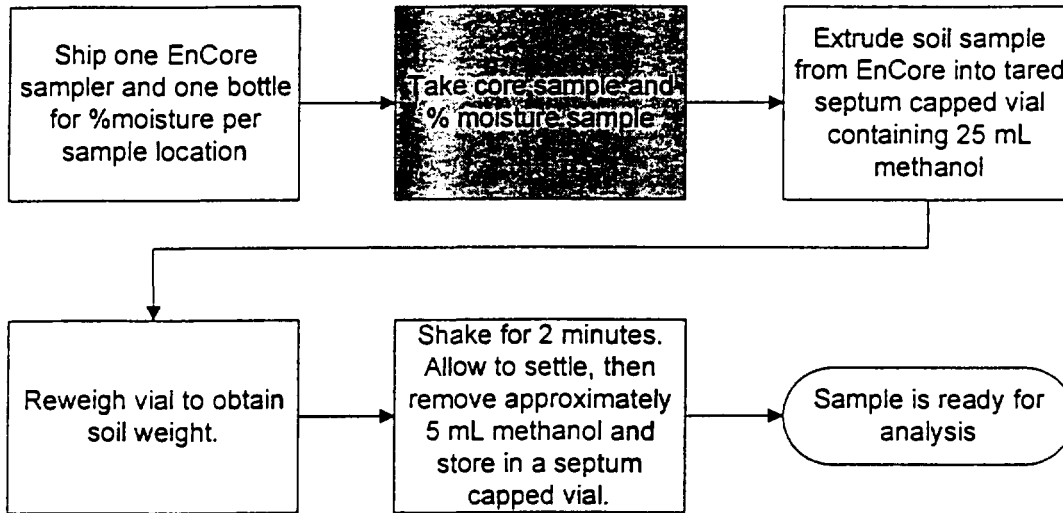 Ship one EnCore
sampler and one bottle
for %moisture per
sample location
Take core sample and
% moisture sample
Extrude soil sample
from EnCore into tared
septum capped vial
containing 25 mL
methanol
Reweigh vial to obtain
soil weight.
Shake for 2 minutes.
Allow to settle, then
remove approximately
5 mL methanol and
store in a septum
capped vial.
Sample is ready for
analysis